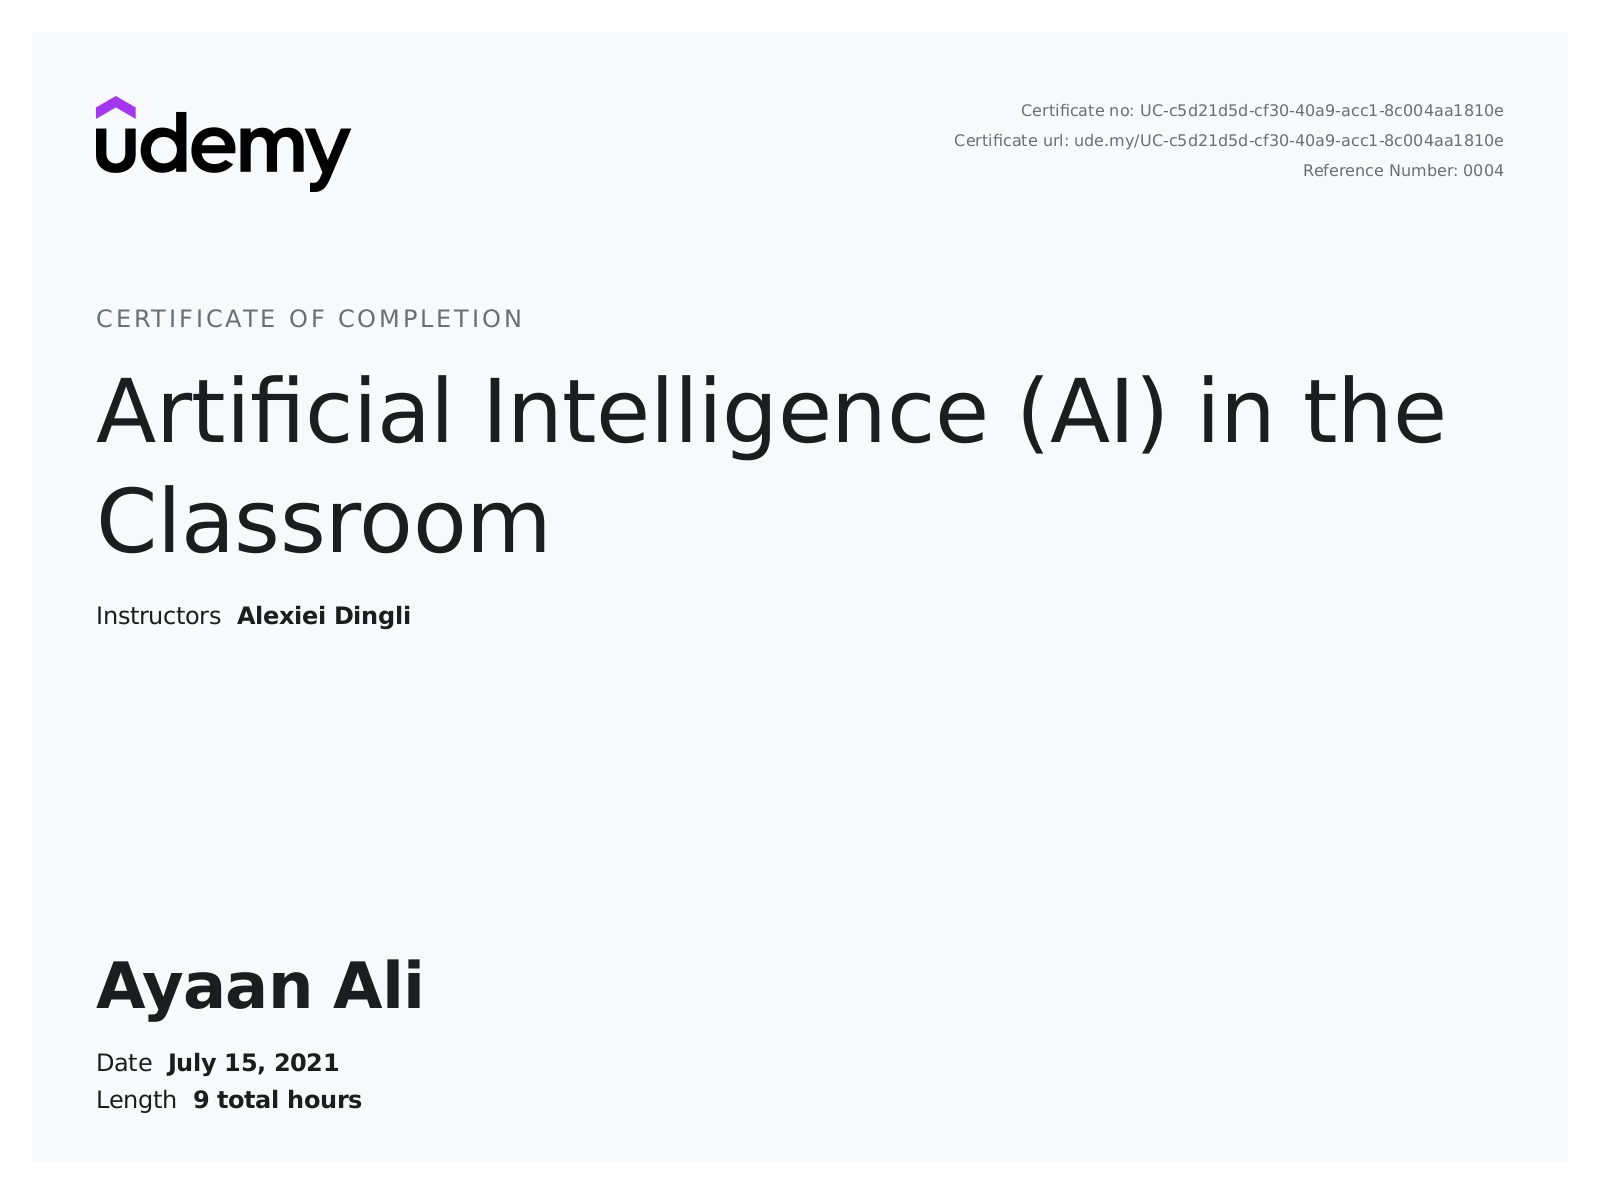 udemy
Certificate no: UC-c5d21d5d-cf30-40a9-acc1-8c004aa1810e
Certificate url: ude.my/UC-c5d21d5d-cf30-40a9-acc1-8c004aa1810e
Reference Number: 0004
CERTIFICATE OF COMPLETION
Artificial Intelligence (AI) in the
Classroom
Instructors Alexiei Dingli
Ayaan Ali
Date July 15, 2021
Length 9 total hours